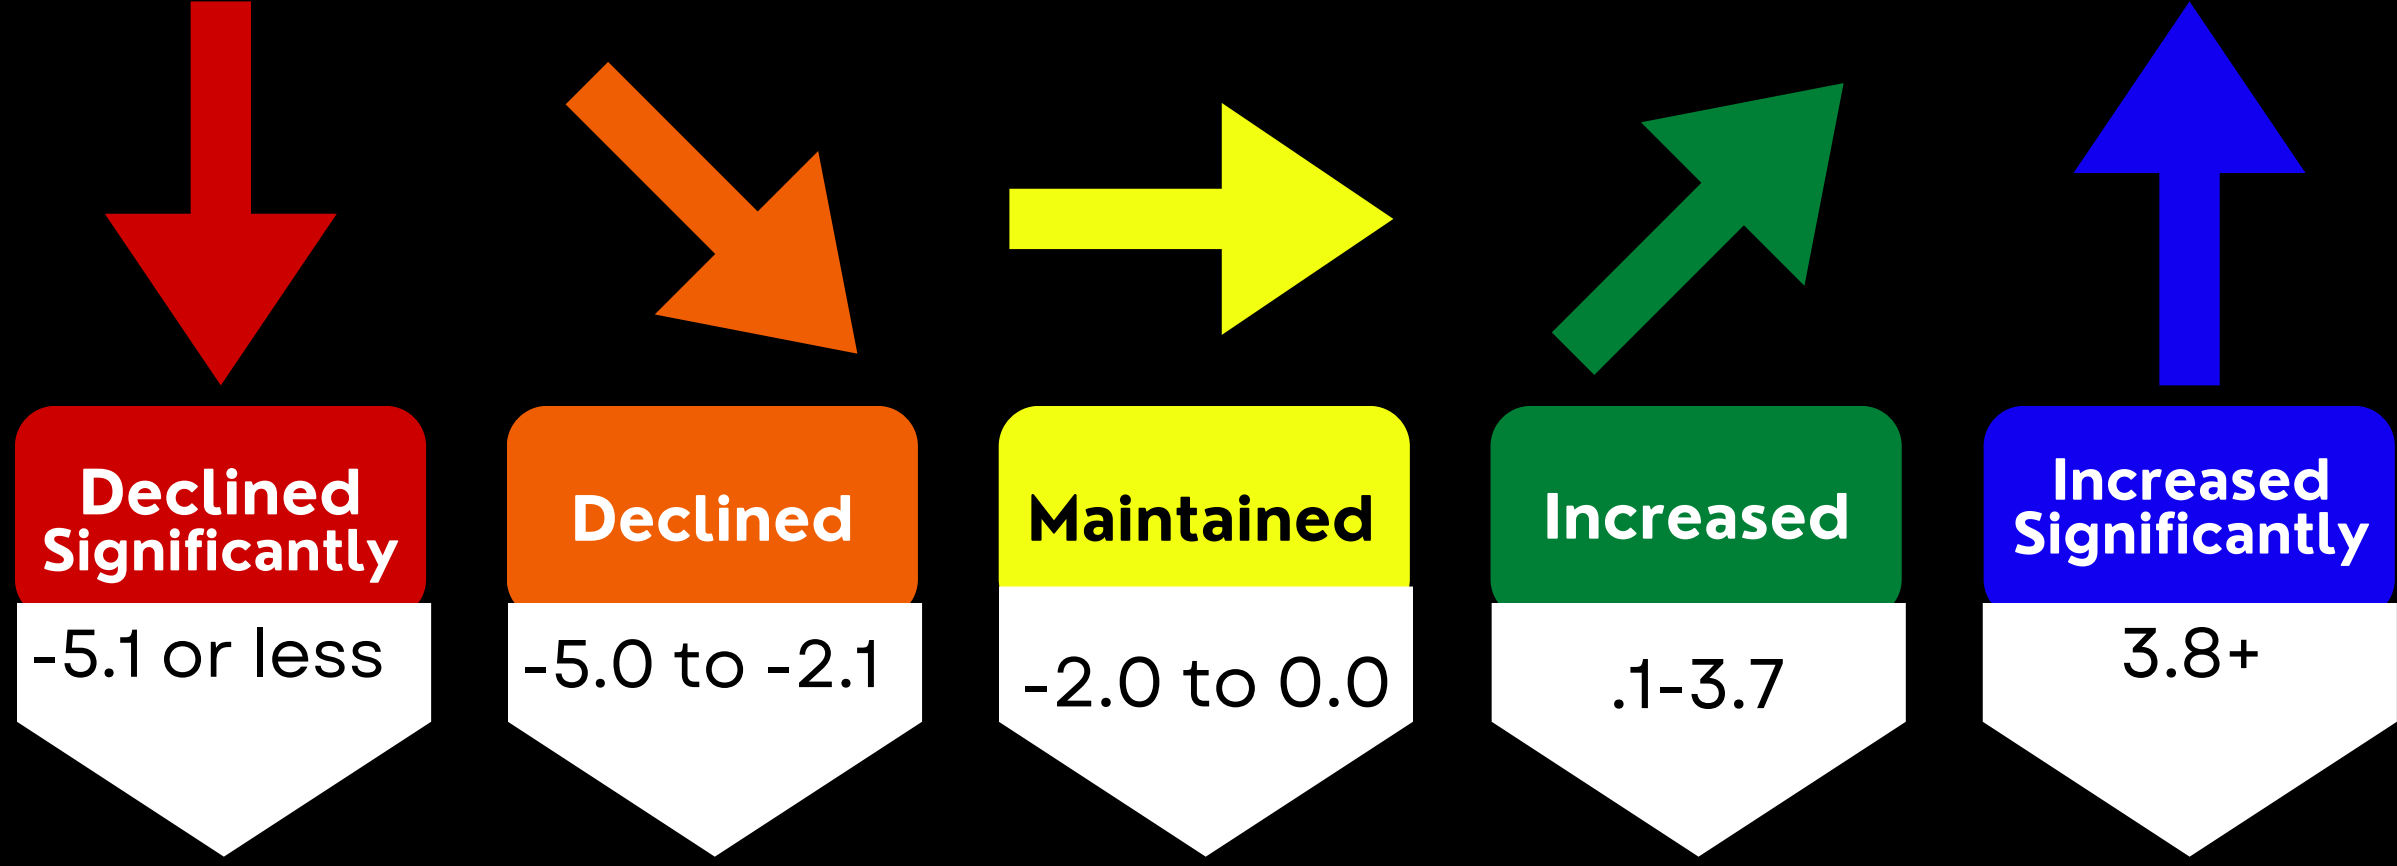 Declined
Significantly
-5.1 or less
Declined
-5.0 to -2.1
Maintained
-2.0 to 0.0
Increased
.1-3.7
Increased
Significantly
3.8+